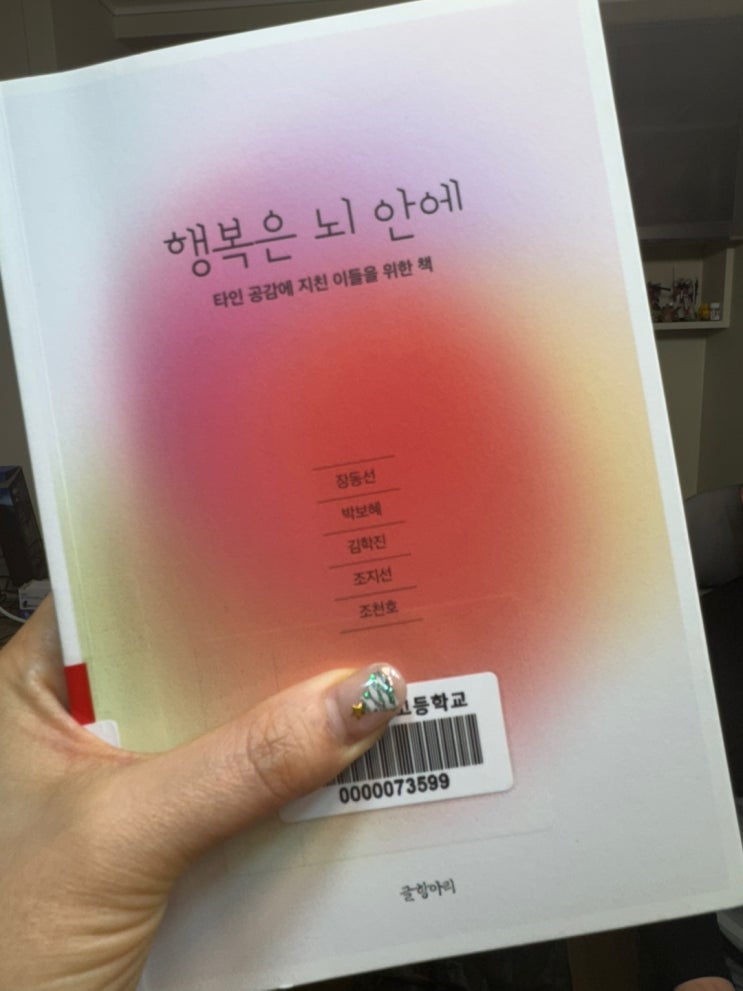 행복은 뇌 안에
타인 공감에 지친 이들을 위한 책
장동선
박보혜
김학진
조지선
조천호
고등학교
0000073599
글항아리